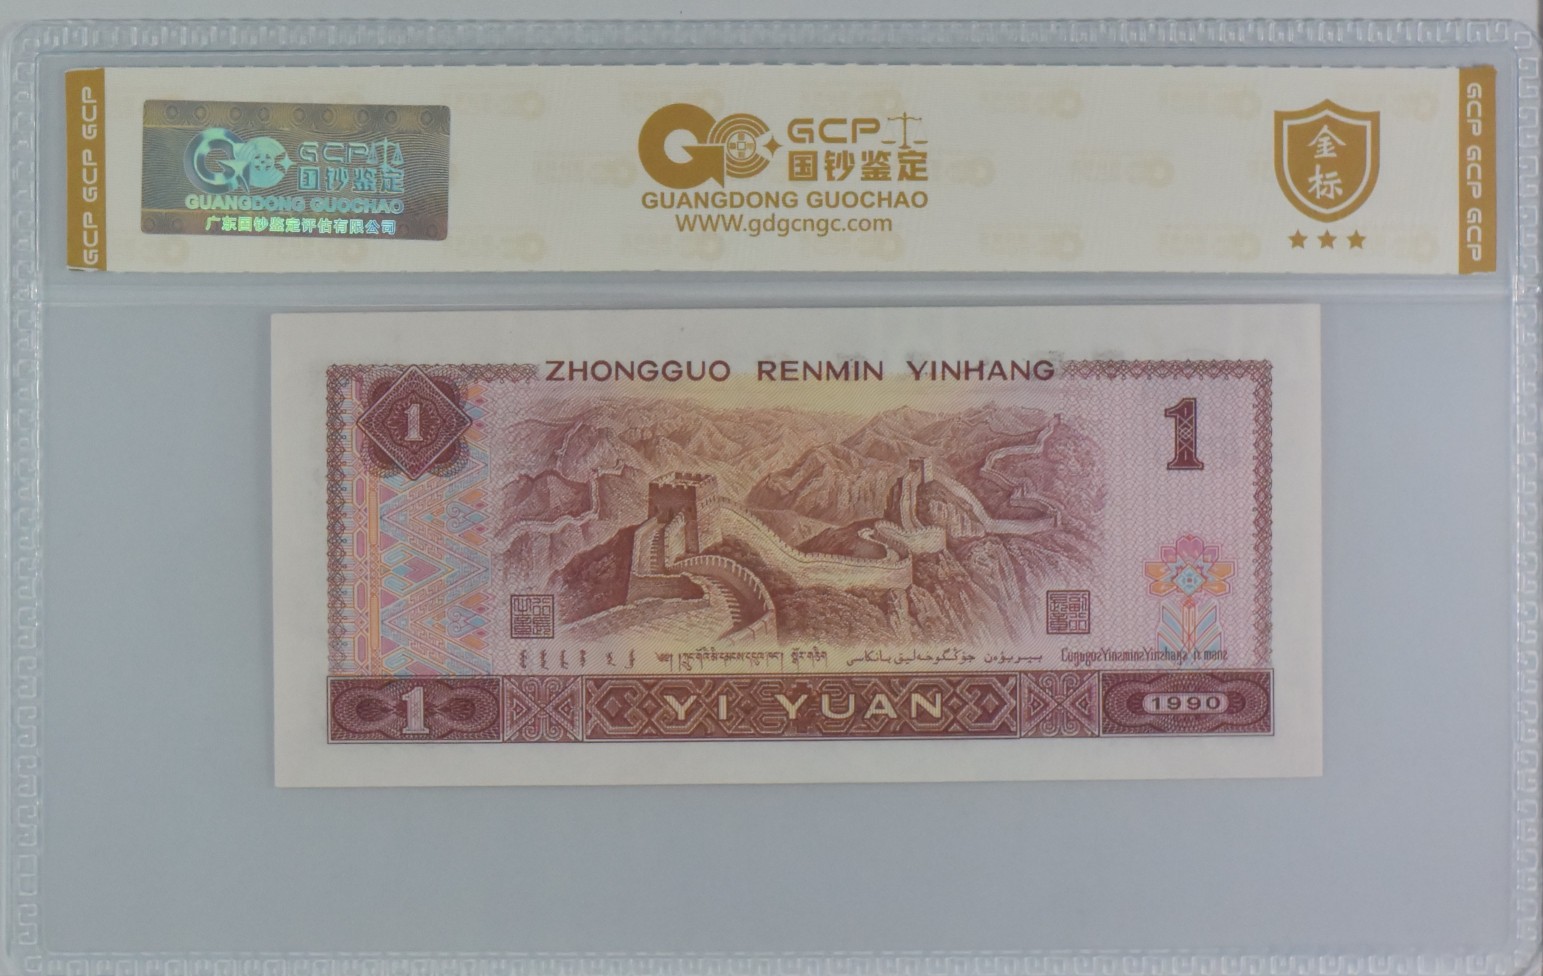 GCP GCP GCP
GCP
国钞鉴定
GUANGDONG GUOCHAO
广东国钞鉴定评估有限公司
GCP
国钞鉴定
GUANGDONG GUOCHAO
WWW.gdgcngc.com
金标
GCP GCP GCP
ZHONGGUO RENMIN YINHANG
1
1
1
YI YUAN
1990